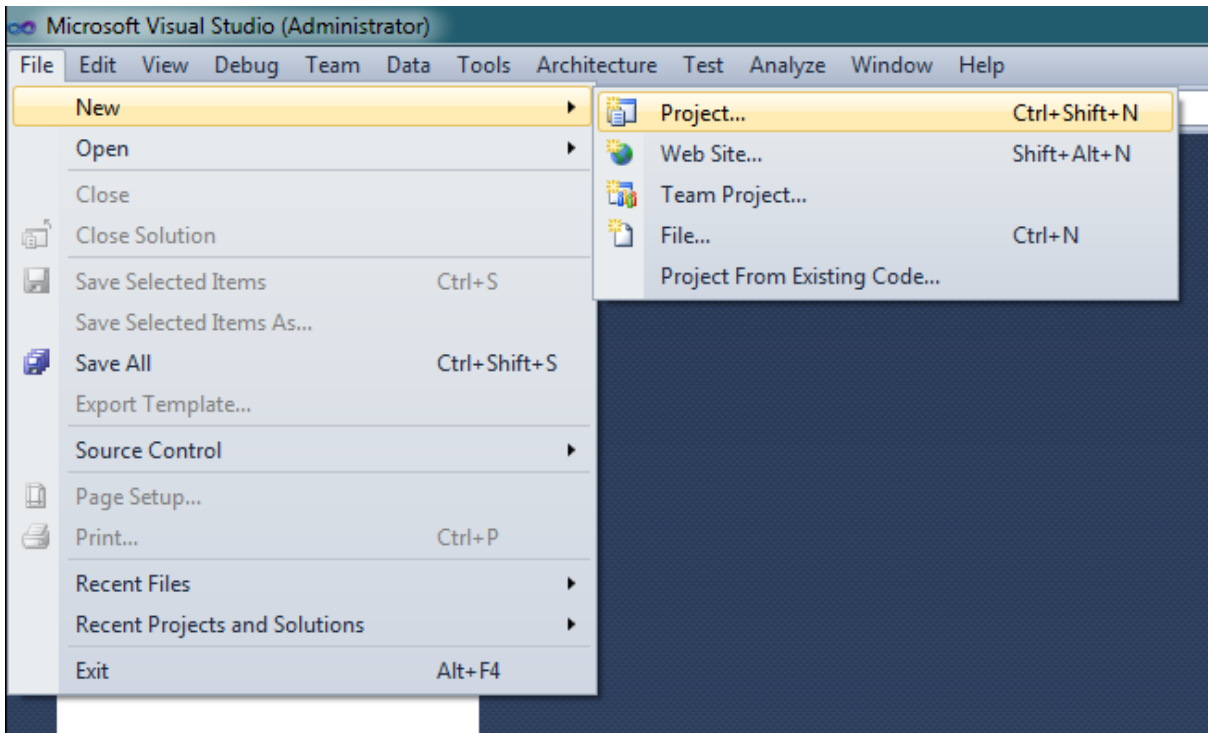 Microsoft Visual Studio (Administrator)
File Edit View Debug Team Data Tools Architecture Test Analyze Window Help
New
Open
Close
Close Solution
Save Selected Items Ctrl+S
Save Selected Items As...
Save All Ctrl+Shift+S
Export Template...
Source Control
Page Setup...
Print... Ctrl+P
Recent Files
Recent Projects and Solutions
Exit Alt+F4
Project... Ctrl+Shift+N
Web Site... Shift+Alt+N
Team Project...
File... Ctrl+N
Project From Existing Code...